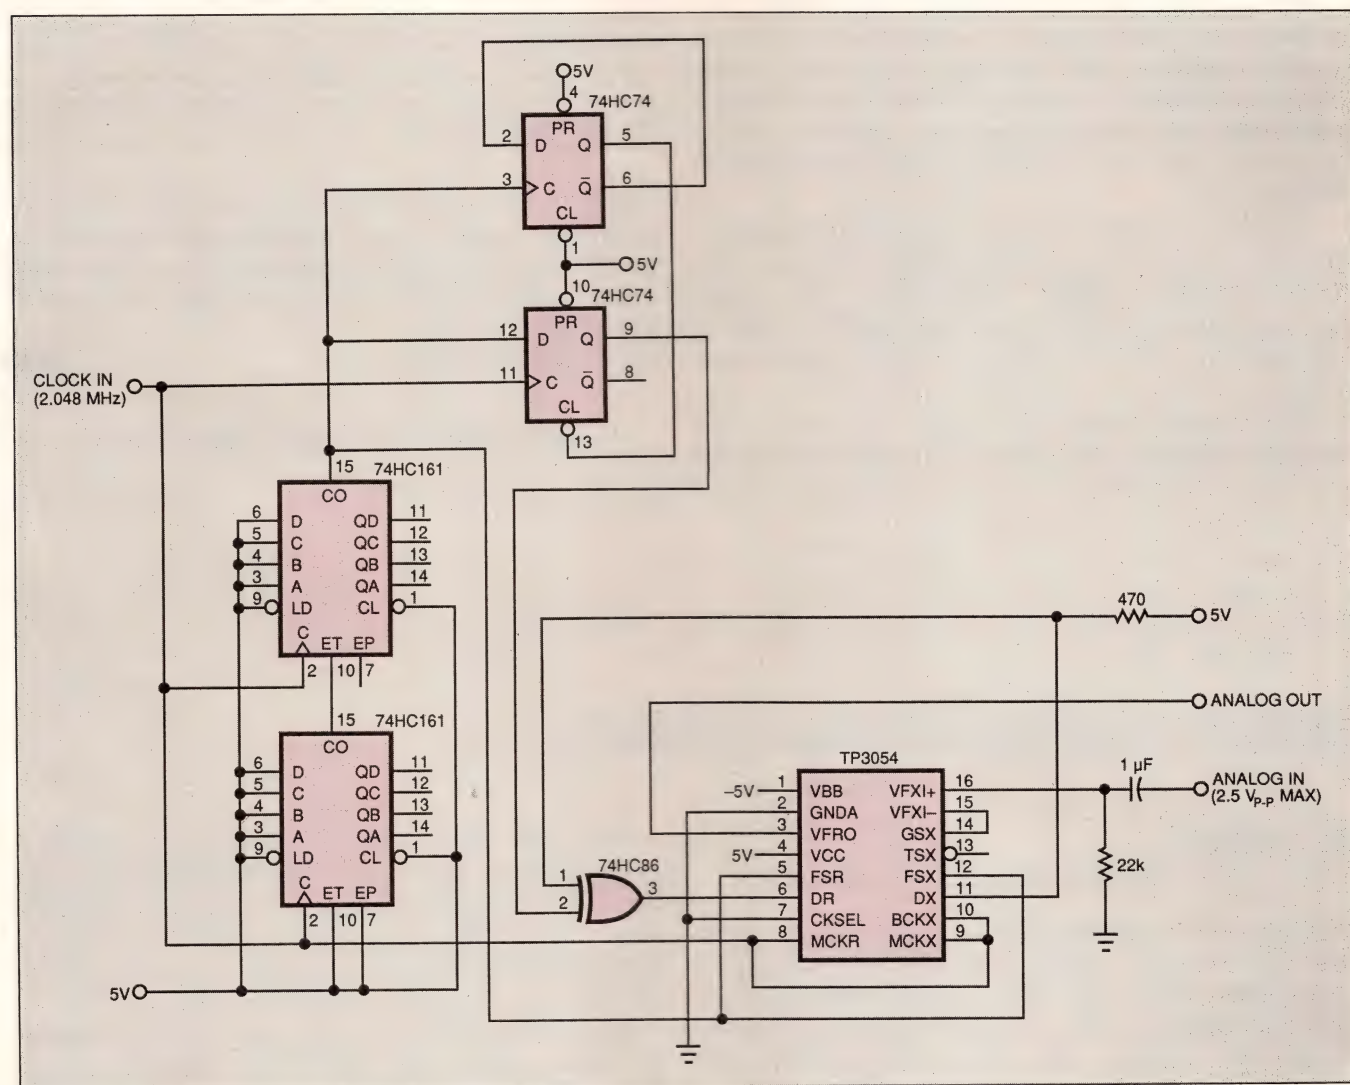 5V
4
74HC74
PR
2
D
Q
5
3
C
Q̄
6
CL
1
5V
10
74HC74
PR
12
D
Q
9
CLOCK IN
(2.048 MHz)
11
C
Q̄
8
CL
13
15
74HC161
CO
6
D
QD
11
5
C
QC
12
4
B
QB
13
3
A
QA
14
9
LD
CL
1
C
ET
EP
2
10
7
470
5V
15
74HC161
CO
ANALOG OUT
6
D
QD
11
5
C
QC
12
4
B
QB
13
3
A
QA
14
9
LD
CL
1
C
ET
EP
2
10
7
TP3054
–5V
1
VBB
VFXI+
16
1 µF
ANALOG IN
(2.5 VP-P MAX)
2
GNDA
VFXI–
15
3
VFRO
GSX
14
5V
4
VCC
TSX
13
22k
5
FSR
FSX
12
74HC86
1
2
3
6
DR
DX
11
7
CKSEL
BCKX
10
8
MCKR
MCKX
9
5V